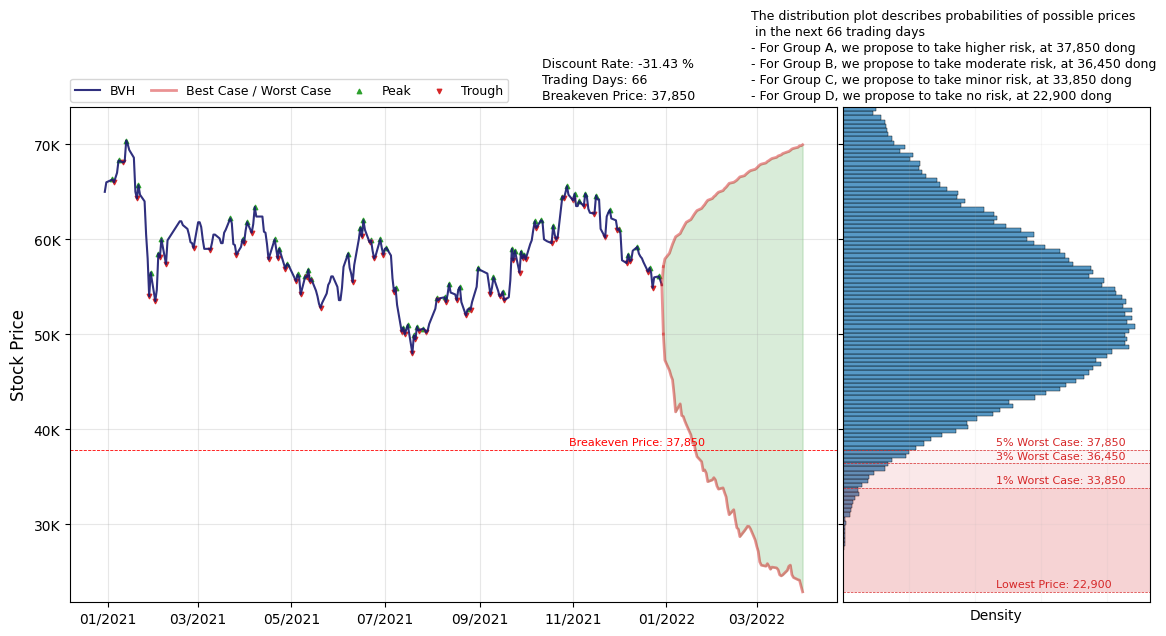 The distribution plot describes probabilities of possible prices
in the next 66 trading days
- For Group A, we propose to take higher risk, at 37,850 dong
- For Group B, we propose to take moderate risk, at 36,450 dong
- For Group C, we propose to take minor risk, at 33,850 dong
- For Group D, we propose to take no risk, at 22,900 dong
Discount Rate: -31.43 %
Trading Days: 66
Breakeven Price: 37,850
BVH
Best Case / Worst Case
Peak
Trough
Stock Price
70K
60K
50K
40K
30K
Breakeven Price: 37,850
5% Worst Case: 37,850
3% Worst Case: 36,450
1% Worst Case: 33,850
Lowest Price: 22,900
01/2021
03/2021
05/2021
07/2021
09/2021
11/2021
01/2022
03/2022
Density